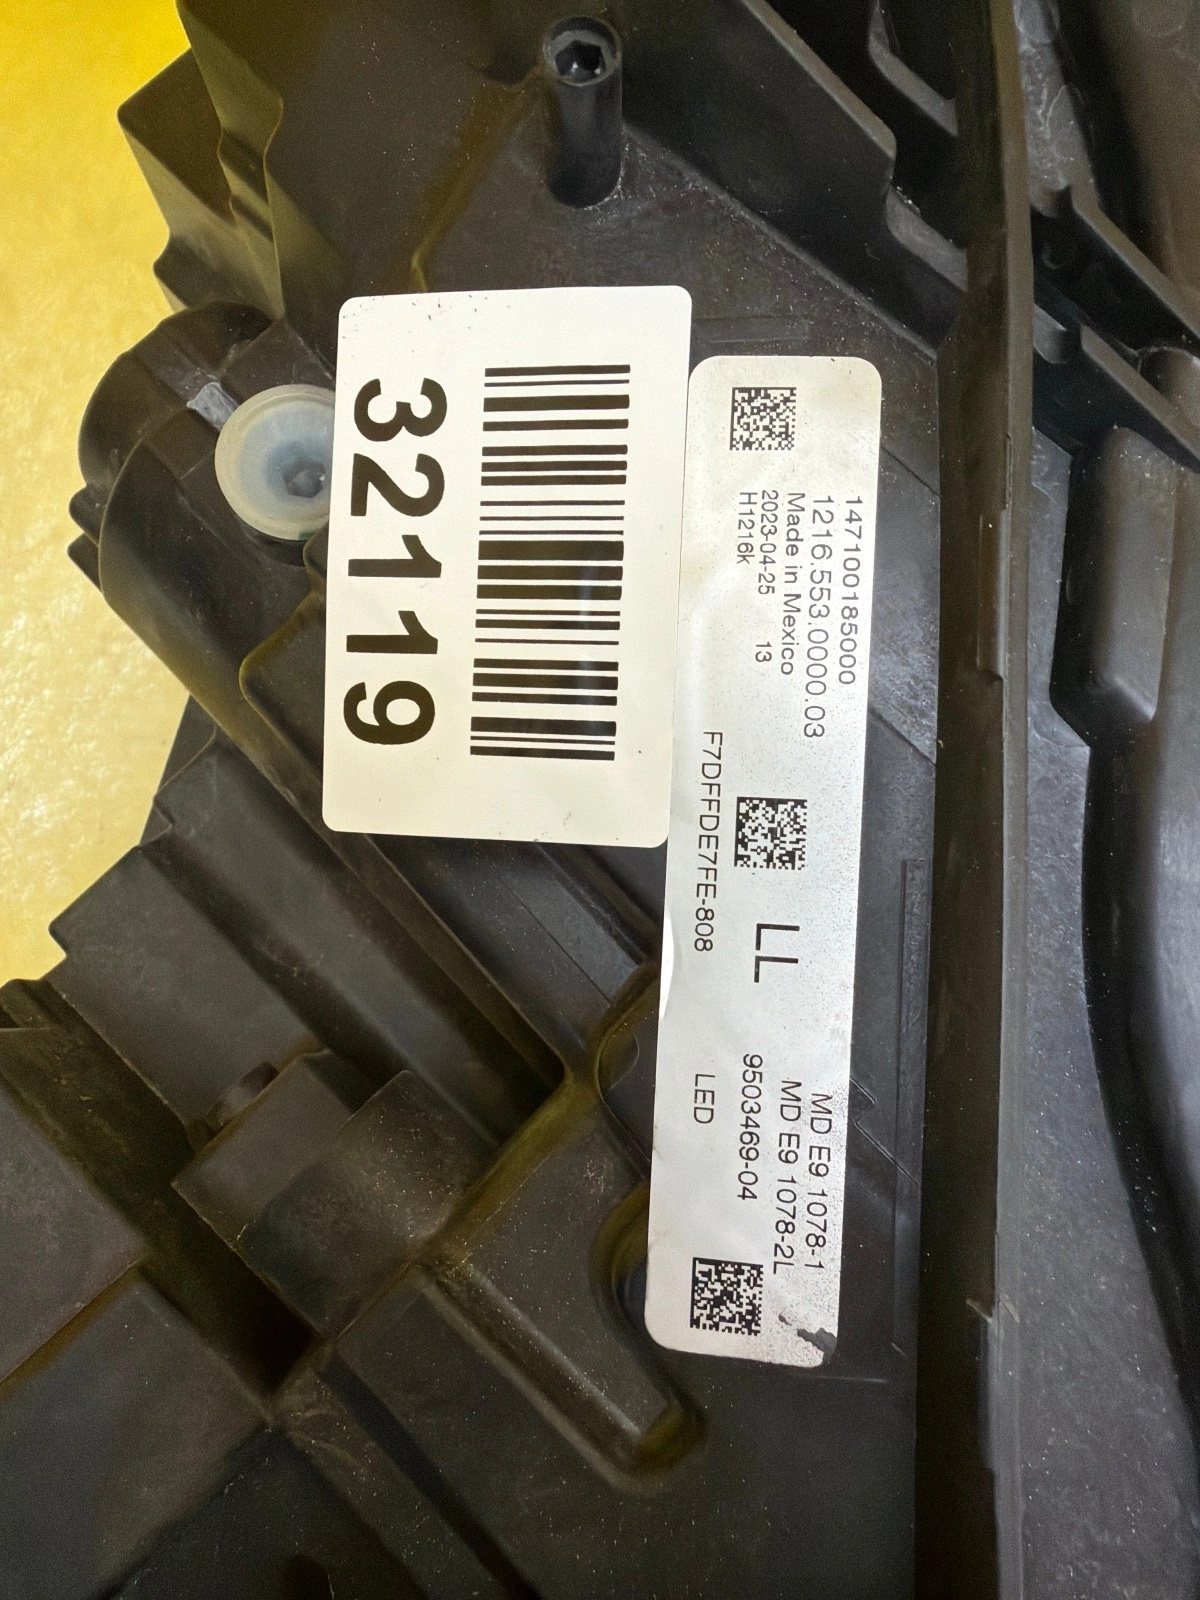 32119
147100185000
1216.553.0000.03
Made in Mexico
2023-04-25 13
H1216k
F7DFFDE7FE-808
LL
MD E9 1078-1
MD E9 1078-2L
9503469-04
LED